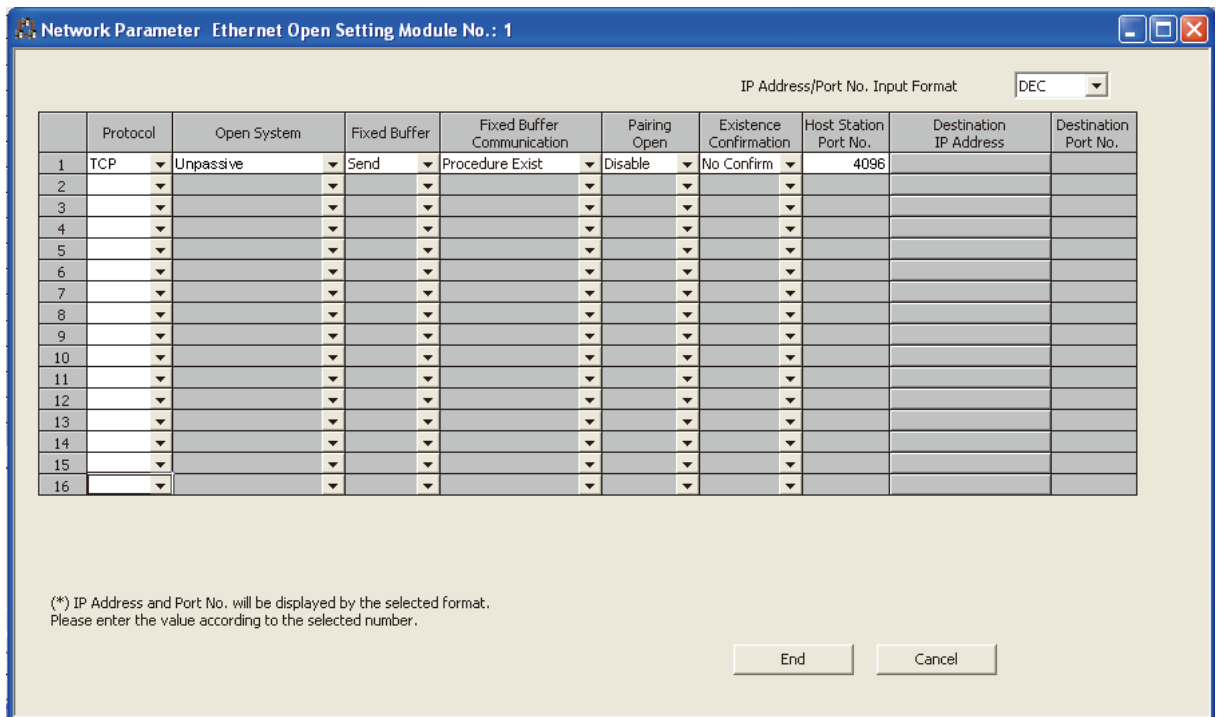 Network Parameter Ethernet Open Setting Module No.: 1
IP Address/Port No. Input Format DEC
Protocol Open System Fixed Buffer Fixed Buffer Communication Pairing Open Existence Confirmation Host Station Port No. Destination IP Address Destination Port No.
1 TCP Unpassive Send Procedure Exist Disable No Confirm 4096
2
3
4
5
6
7
8
9
10
11
12
13
14
15
16
(*) IP Address and Port No. will be displayed by the selected format.
Please enter the value according to the selected number.
End Cancel